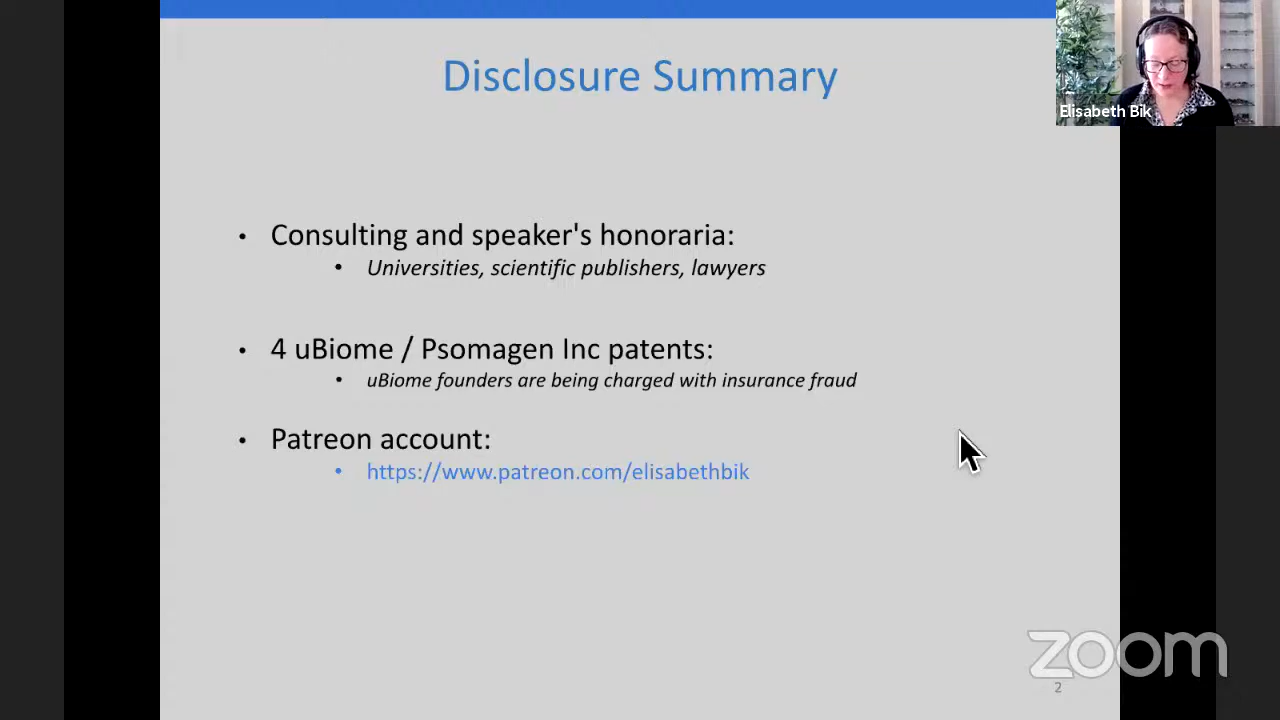 Disclosure Summary
Elisabeth Bik
• Consulting and speaker's honoraria:
• Universities, scientific publishers, lawyers
• 4 uBiome / Psomagen Inc patents:
• uBiome founders are being charged with insurance fraud
• Patreon account:
• https://www.patreon.com/elisabethbik
zoom
2